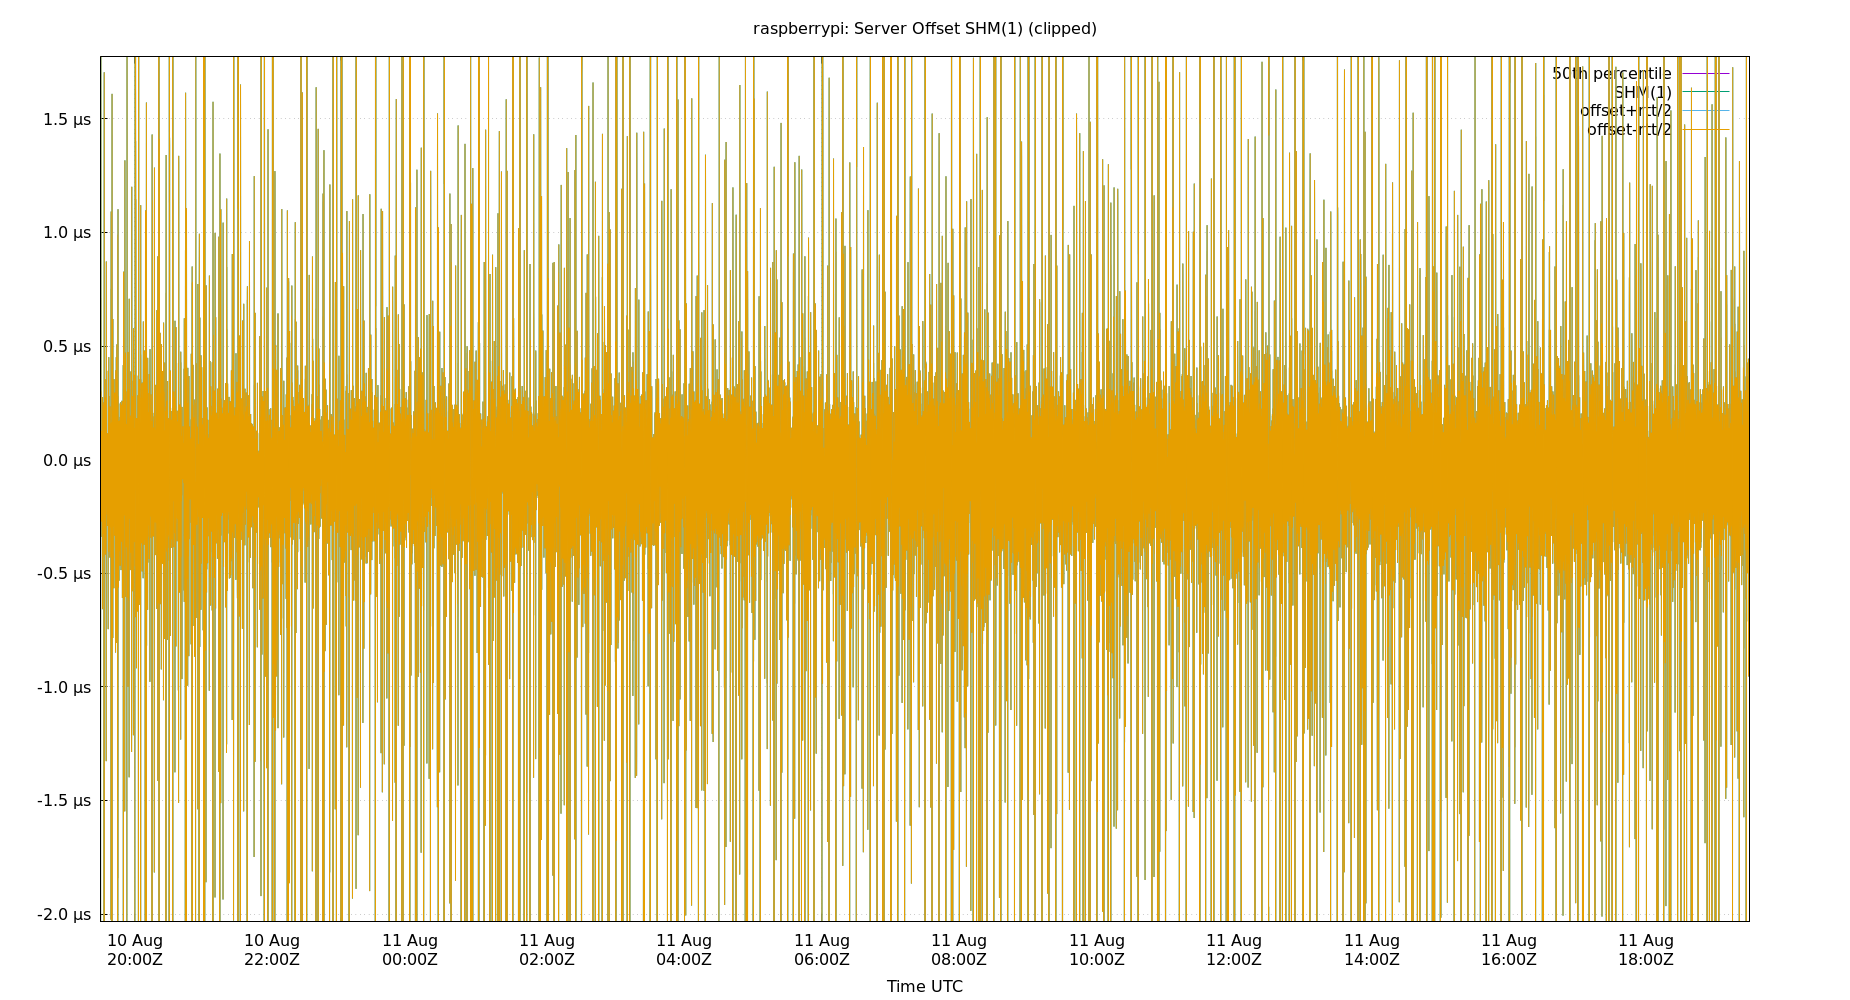 raspberrypi: Server Offset SHM(1) (clipped)
50th percentile
SHM(1)
offset+rtt/2
offset-rtt/2
1.5 µs
1.0 µs
0.5 µs
0.0 µs
-0.5 µs
-1.0 µs
-1.5 µs
-2.0 µs
10 Aug 10 Aug 11 Aug 11 Aug 11 Aug 11 Aug 11 Aug 11 Aug 11 Aug 11 Aug 11 Aug 11 Aug
20:00Z 22:00Z 00:00Z 02:00Z 04:00Z 06:00Z 08:00Z 10:00Z 12:00Z 14:00Z 16:00Z 18:00Z
Time UTC